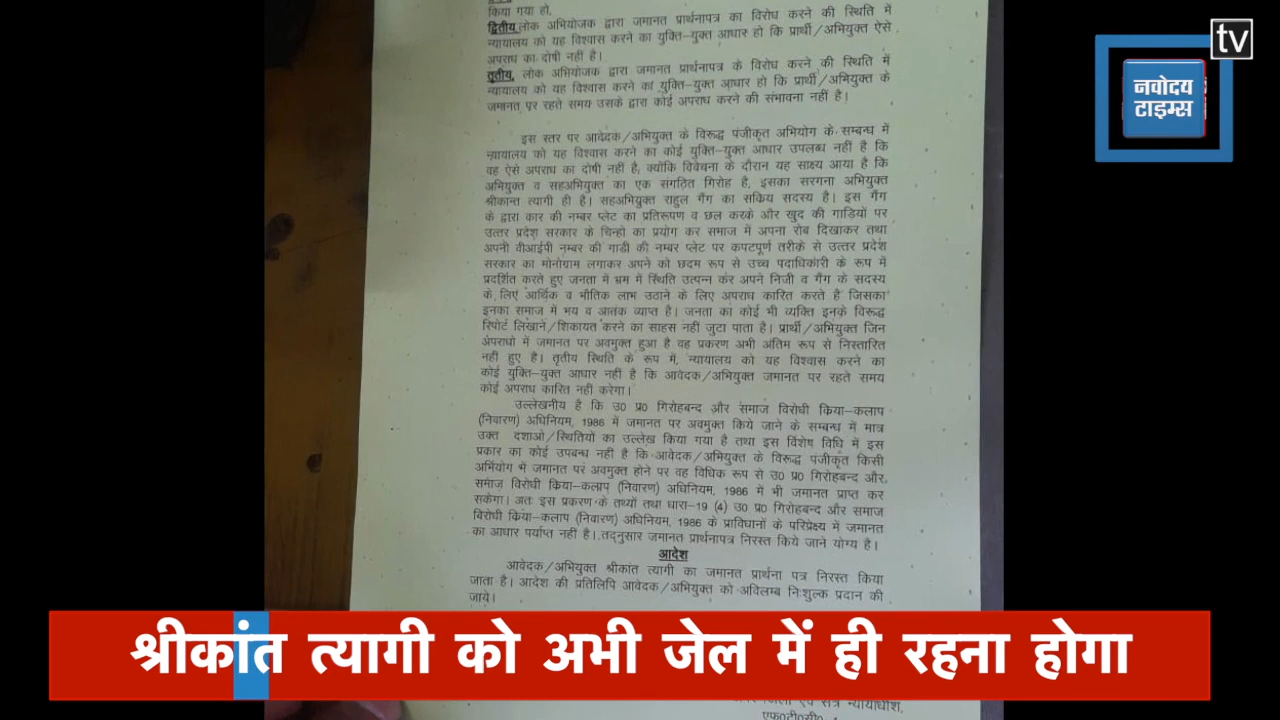 किया गया हो.
द्वितीय लोक अभियोजक द्वारा जमानत प्रार्थनापत्र का विरोध करने की स्थिति में
न्यायालय को यह विश्वास करने का युक्ति–युक्त आधार हो कि प्रार्थी/अभियुक्त ऐसे
अपराध का दोषी नहीं है।
तृतीय, लोक अभियोजक द्वारा जमानत प्रार्थनापत्र के विरोध करने की स्थिति में
न्यायालय को यह विश्वास करने का युक्ति–युक्त आधार हो कि प्रार्थी/अभियुक्त के
जमानत पर रहते समय उसके द्वारा कोई अपराध करने की संभावना नहीं है।
इस स्तर पर आवेदक/अभियुक्त के विरूद्ध पंजीकृत अभियोग के सम्बन्ध में
न्यायालय को यह विश्वास करने का कोई युक्ति–युक्त आधार उपलब्ध नहीं है कि
वह ऐसे अपराध का दोषी नहीं है, क्योंकि विवेचना के दौरान यह साक्ष्य आया है कि
अभियुक्त व सहअभियुक्त का एक संगठित गिरोह है, इसका सरगना अभियुक्त
श्रीकान्त त्यागी ही है। सहअभियुक्त राहुल गैंग का सक्रिय सदस्य है। इस गैंग
के द्वारा कार की नम्बर प्लेट का प्रतिरूपण व छल करके और खुद की गाडियों पर
उत्तर प्रदेश सरकार के चिन्हो का प्रयोग कर समाज में अपना रोब दिखाकर तथा
अपनी वीआईपी नम्बर की गाडी की नम्बर प्लेट पर कपटपूर्ण तरीके से उत्तर प्रदेश
सरकार का मोनोग्राम लगाकर अपने को छदम रूप से उच्च पदाधिकारी के रूप में
प्रदर्शित करते हुए जनता में भ्रम में स्थिति उत्पन्न कर अपने निजी व गैंग के सदस्य
के लिए आर्थिक व भौतिक लाभ उठाने के लिए अपराध कारित करते है जिसका
इनका समाज में भय व आतंक व्याप्त है। जनता का कोई भी व्यक्ति इनके विरूद्ध
रिपोर्ट लिखाने/शिकायत करने का साहस नहीं जुटा पाता है। प्रार्थी/अभियुक्त जिन
अपराधो में जमानत पर अवमुक्त हुआ है वह प्रकरण अभी अंतिम रूप से निस्तारित
नहीं हुए है। तृतीय स्थिति के रूप में, न्यायालय को यह विश्वास करने का
कोई युक्ति–युक्त आधार नहीं है कि आवेदक/अभियुक्त जमानत पर रहते समय
कोई अपराध कारित नहीं करेगा।
उल्लेखनीय है कि उ0 प्र0 गिरोहबन्द और समाज विरोधी क्रिया–कलाप
(निवारण) अधिनियम, 1986 में जमानत पर अवमुक्त किये जाने के सम्बन्ध में मात्र
उक्त दशाओ/स्थितियों का उल्लेख किया गया है तथा इस विशेष विधि में इस
प्रकार का कोई उपबन्ध नहीं है कि आवेदक/अभियुक्त के विरूद्ध पंजीकृत किसी
अभियोग में जमानत पर अवमुक्त होने पर वह विधिक रूप से उ0 प्र0 गिरोहबन्द और
समाज विरोधी क्रिया–कलाप (निवारण) अधिनियम, 1986 में भी जमानत प्राप्त कर
सकेगा। अतः इस प्रकरण के तथ्यों तथा धारा–19 (4) उ0 प्र0 गिरोहबन्द और समाज
विरोधी क्रिया–कलाप (निवारण) अधिनियम, 1986 के प्राविधानों के परिप्रेक्ष्य में जमानत
का आधार पर्याप्त नहीं है। तद्नुसार जमानत प्रार्थनापत्र निरस्त किये जाने योग्य है।
आदेश
आवेदक/अभियुक्त श्रीकांत त्यागी का जमानत प्रार्थना पत्र निरस्त किया
जाता है। आदेश की प्रतिलिपि आवेदक/अभियुक्त को अविलम्ब निःशुल्क प्रदान की
जाये।
tv
नवोदय
टाइम्स
श्रीकांत त्यागी को अभी जेल में ही रहना होगा
एवं सत्र न्यायाधीश,